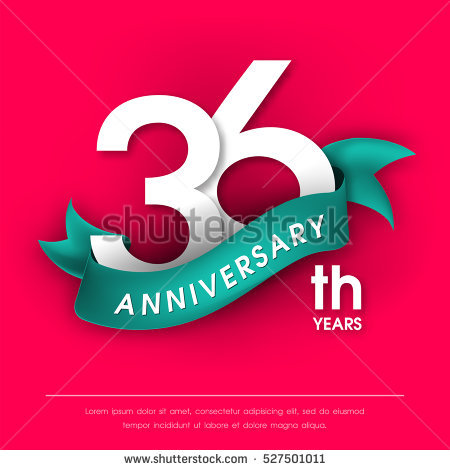 36
ANNIVERSARY
th
YEARS
Lorem ipsum dolor sit amet, consectetur adipiscing elit, sed do eiusmod
tempor incididunt ut labore et dolore magna aliqua.
shutterstock
www.shutterstock.com · 527501011